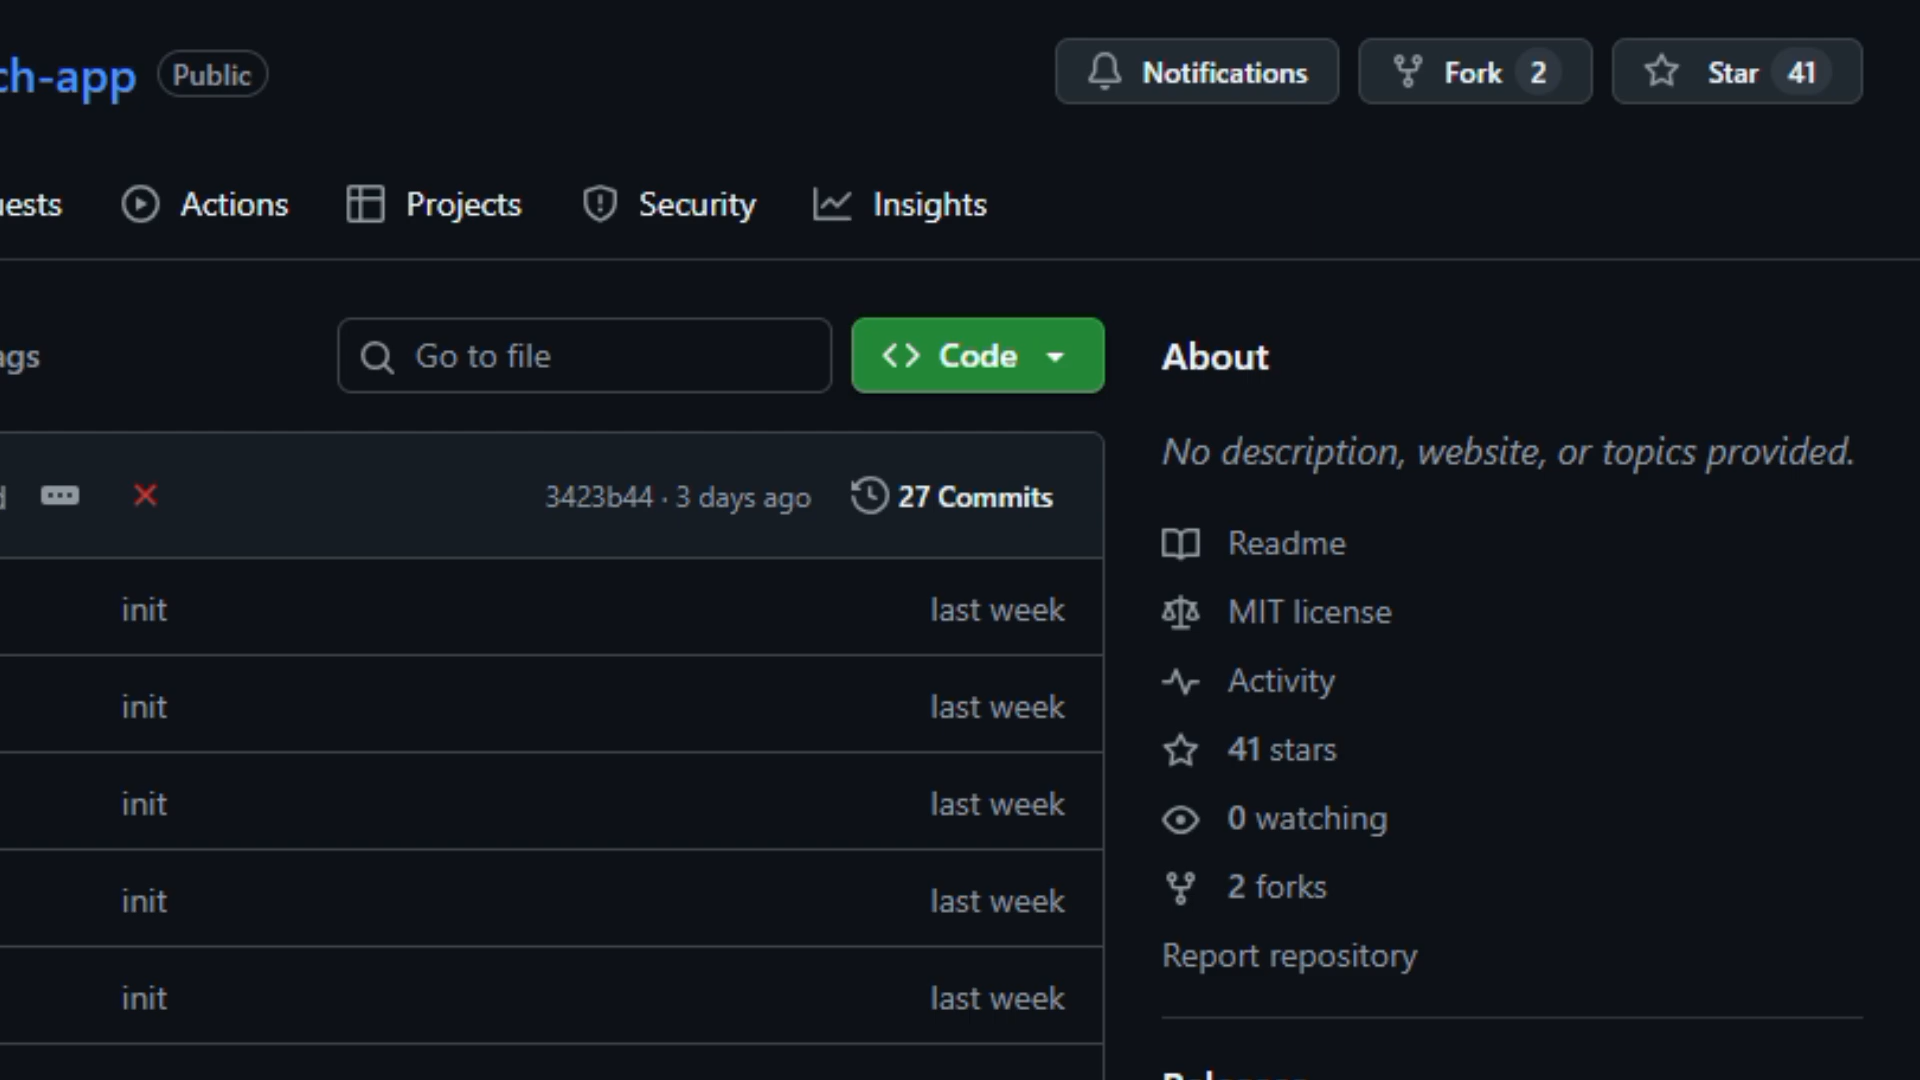 ch-app Public Notifications Fork 2 Star 41
uests Actions Projects Security Insights
ags Go to file Code About
No description, website, or topics provided.
3423b44 · 3 days ago 27 Commits
Readme
init last week
MIT license
Activity
init last week
41 stars
init last week
0 watching
2 forks
init last week
Report repository
init last week